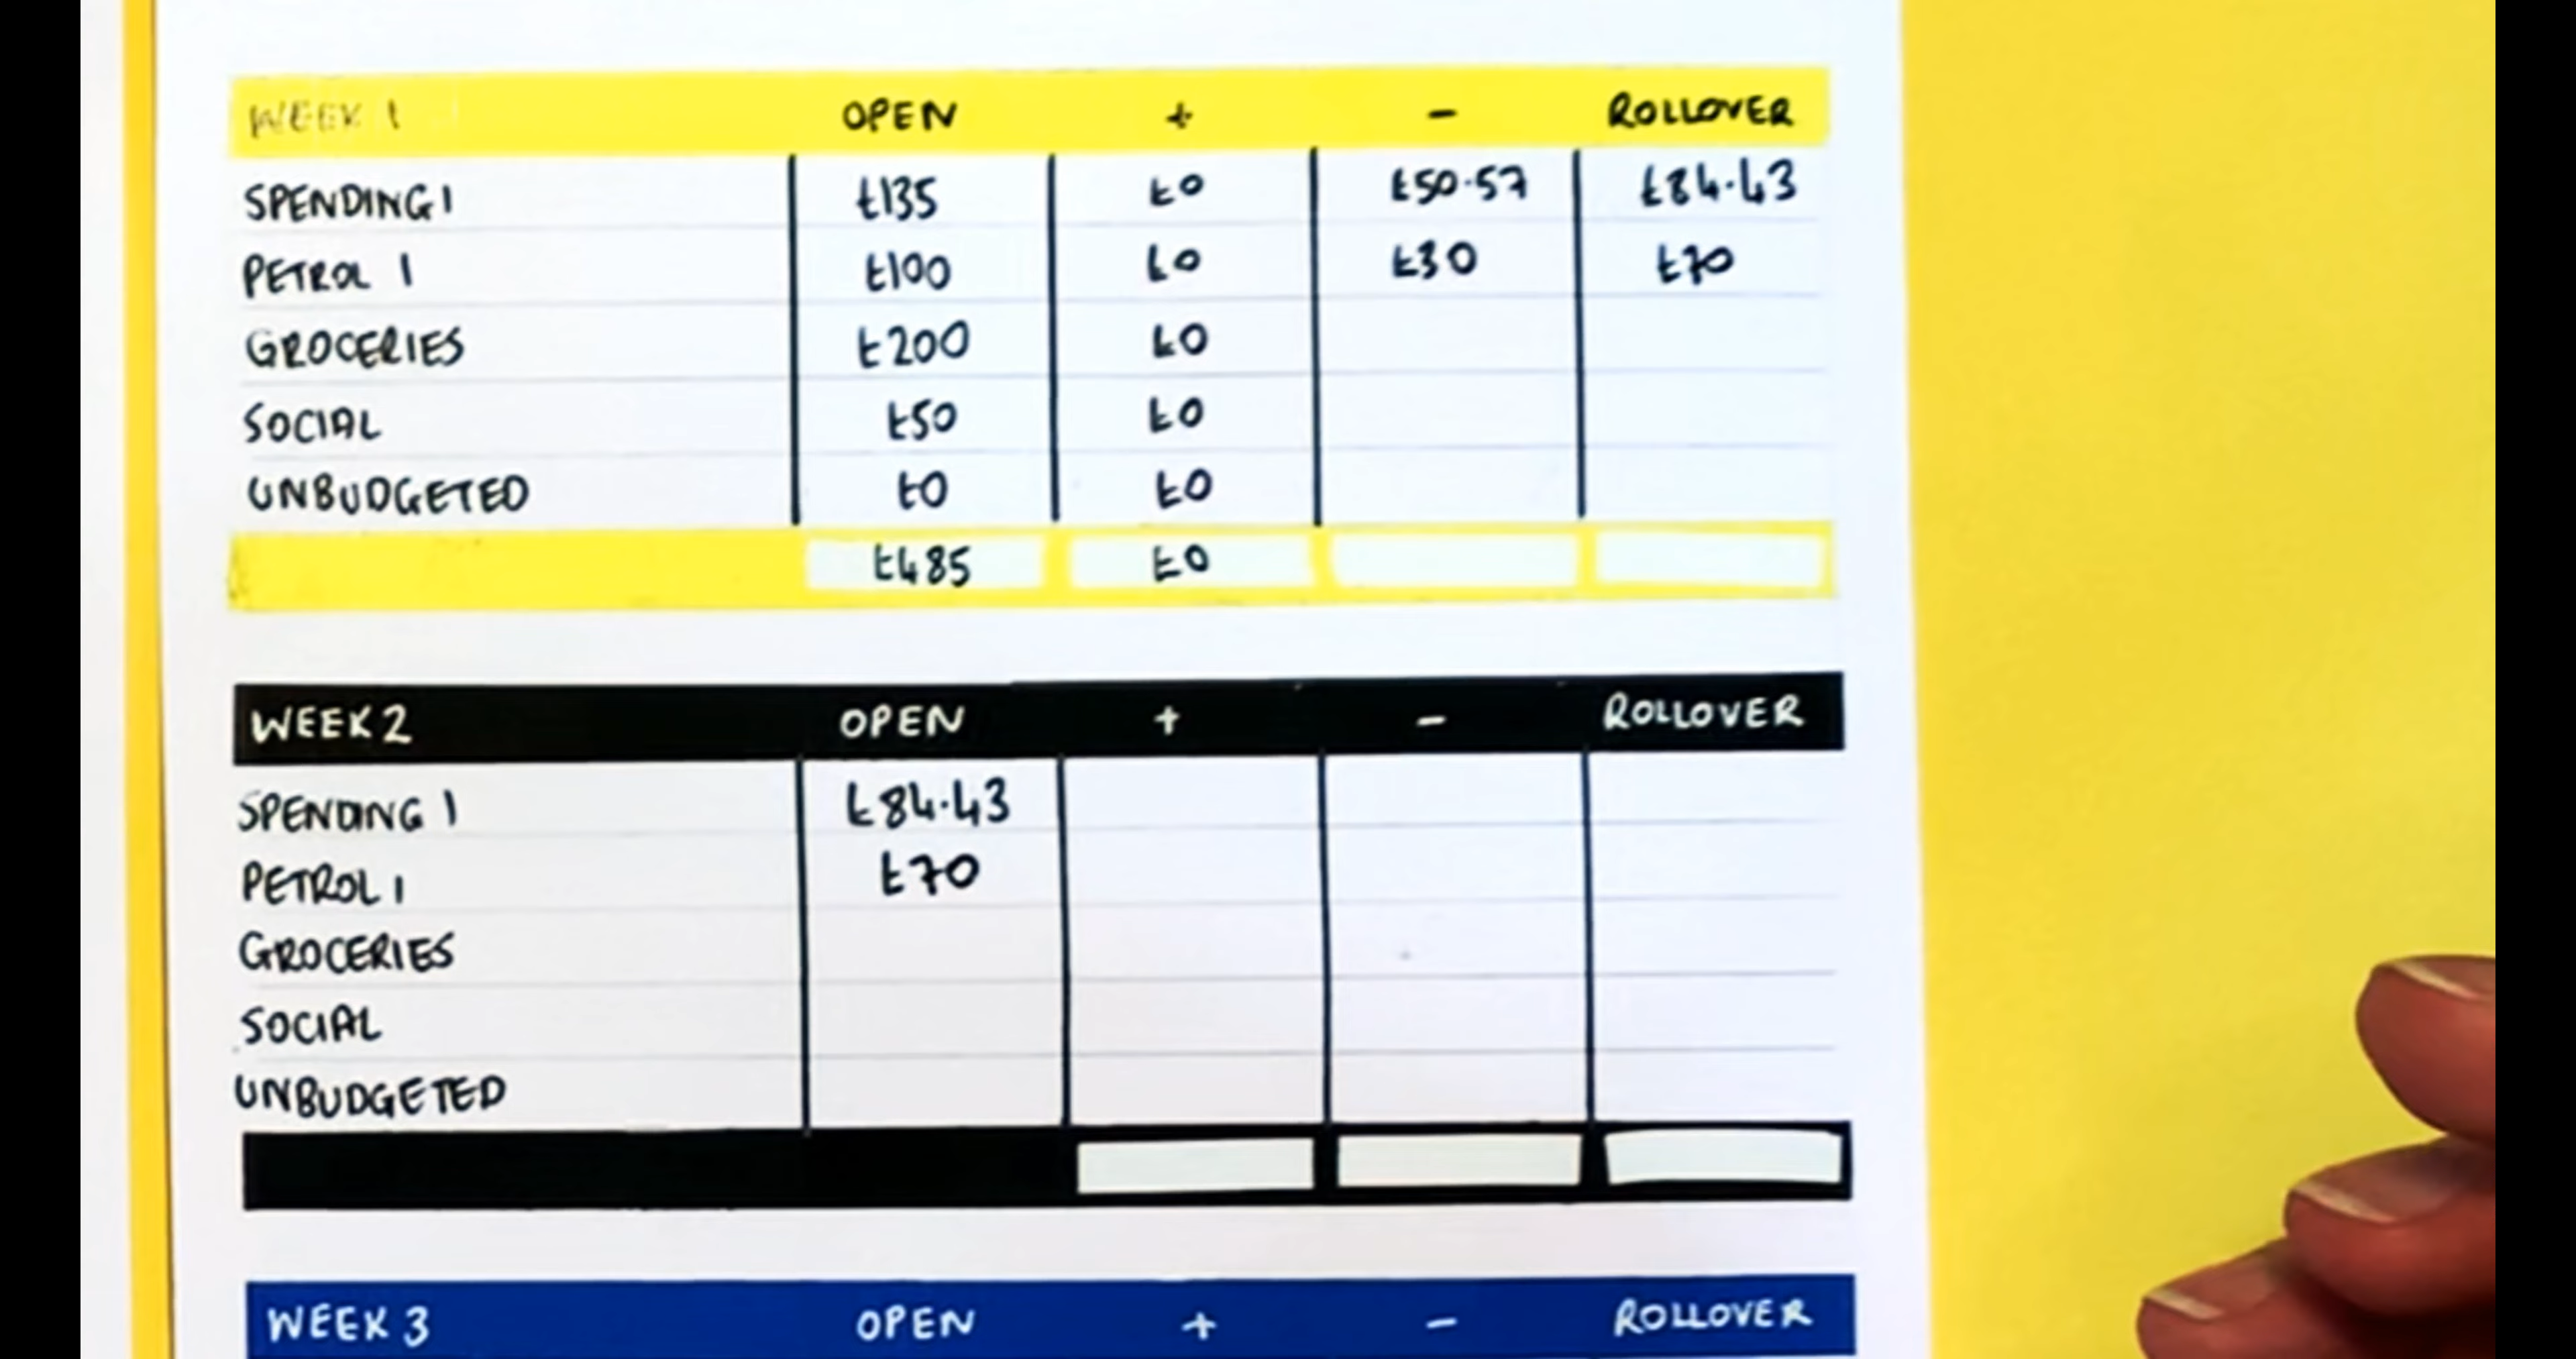 WEEK 1 OPEN + - ROLLOVER
SPENDING 1 £135 £0 £50.57 £84.43
PETROL 1 £100 £0 £30 £70
GROCERIES £200 £0
SOCIAL £50 £0
UNBUDGETED £0 £0
£485 £0
WEEK 2 OPEN + - ROLLOVER
SPENDING 1 £84.43
PETROL 1 £70
GROCERIES
SOCIAL
UNBUDGETED
WEEK 3 OPEN + - ROLLOVER